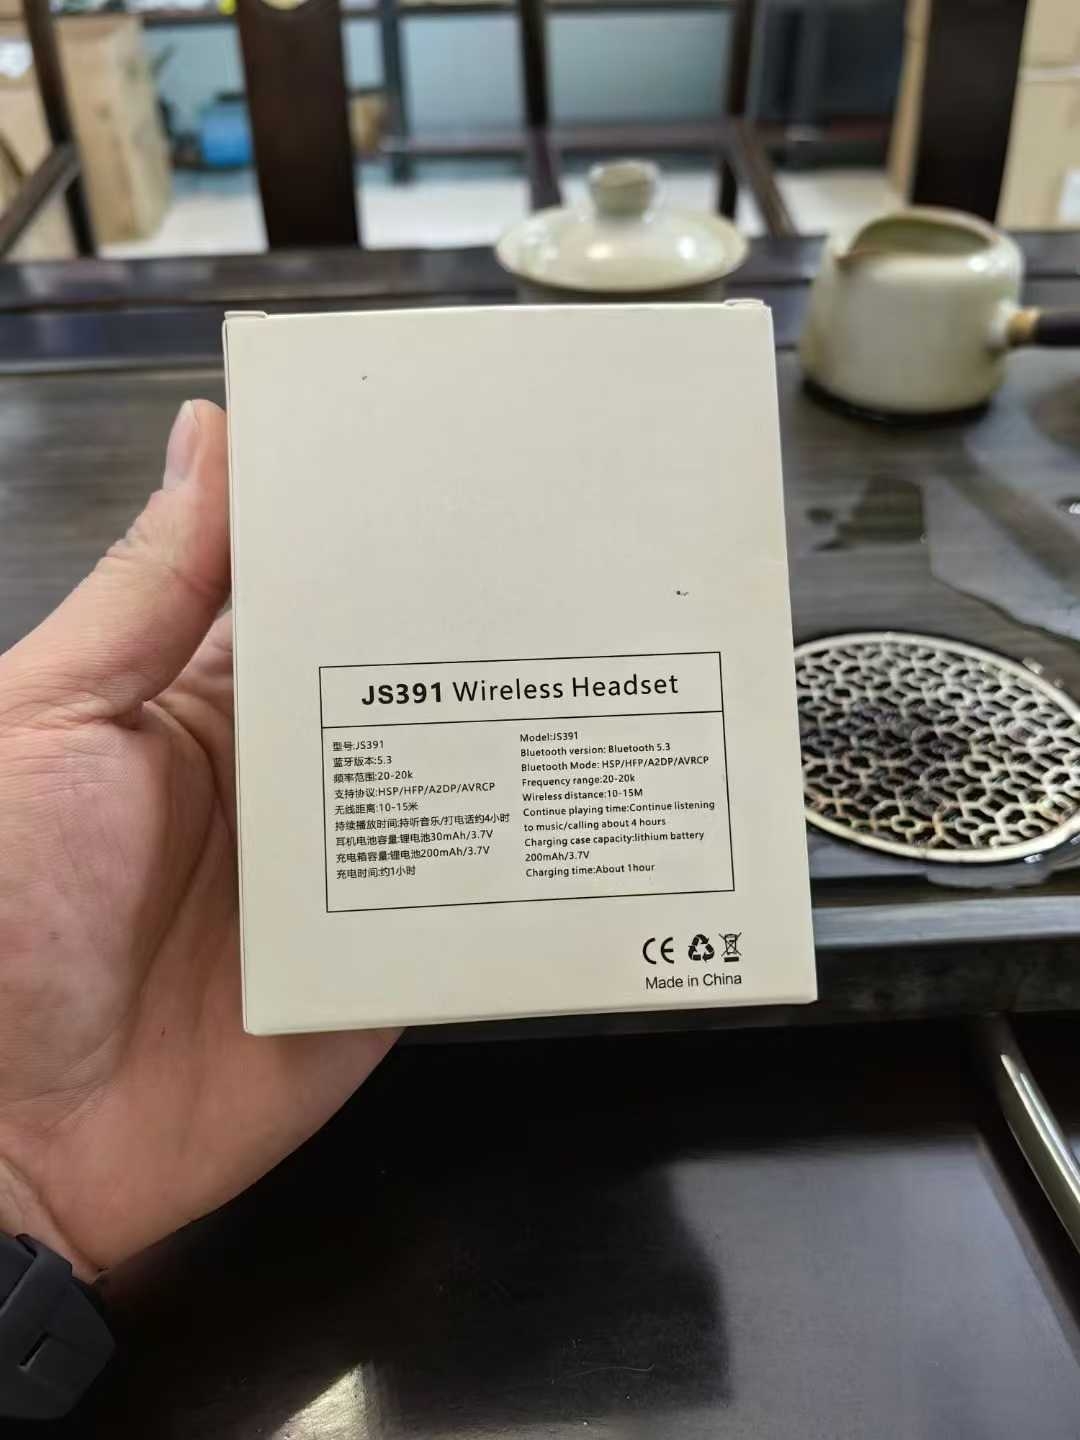 JS391 Wireless Headset
型号:JS391
蓝牙版本:5.3
频率范围:20-20k
支持协议:HSP/HFP/A2DP/AVRCP
无线距离:10-15米
持续播放时间:持听音乐/打电话约4小时
耳机电池容量:锂电池30mAh/3.7V
充电箱容量:锂电池200mAh/3.7V
充电时间:约1小时
Model:JS391
Bluetooth version: Bluetooth 5.3
Bluetooth Mode: HSP/HFP/A2DP/AVRCP
Frequency range:20-20k
Wireless distance:10-15M
Continue playing time:Continue listening
to music/calling about 4 hours
Charging case capacity:lithium battery
200mAh/3.7V
Charging time:About 1hour
CE
Made in China